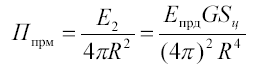 П_прм = E_2 / 4πR^2 = E_прд G S_ц / (4π)^2 R^4